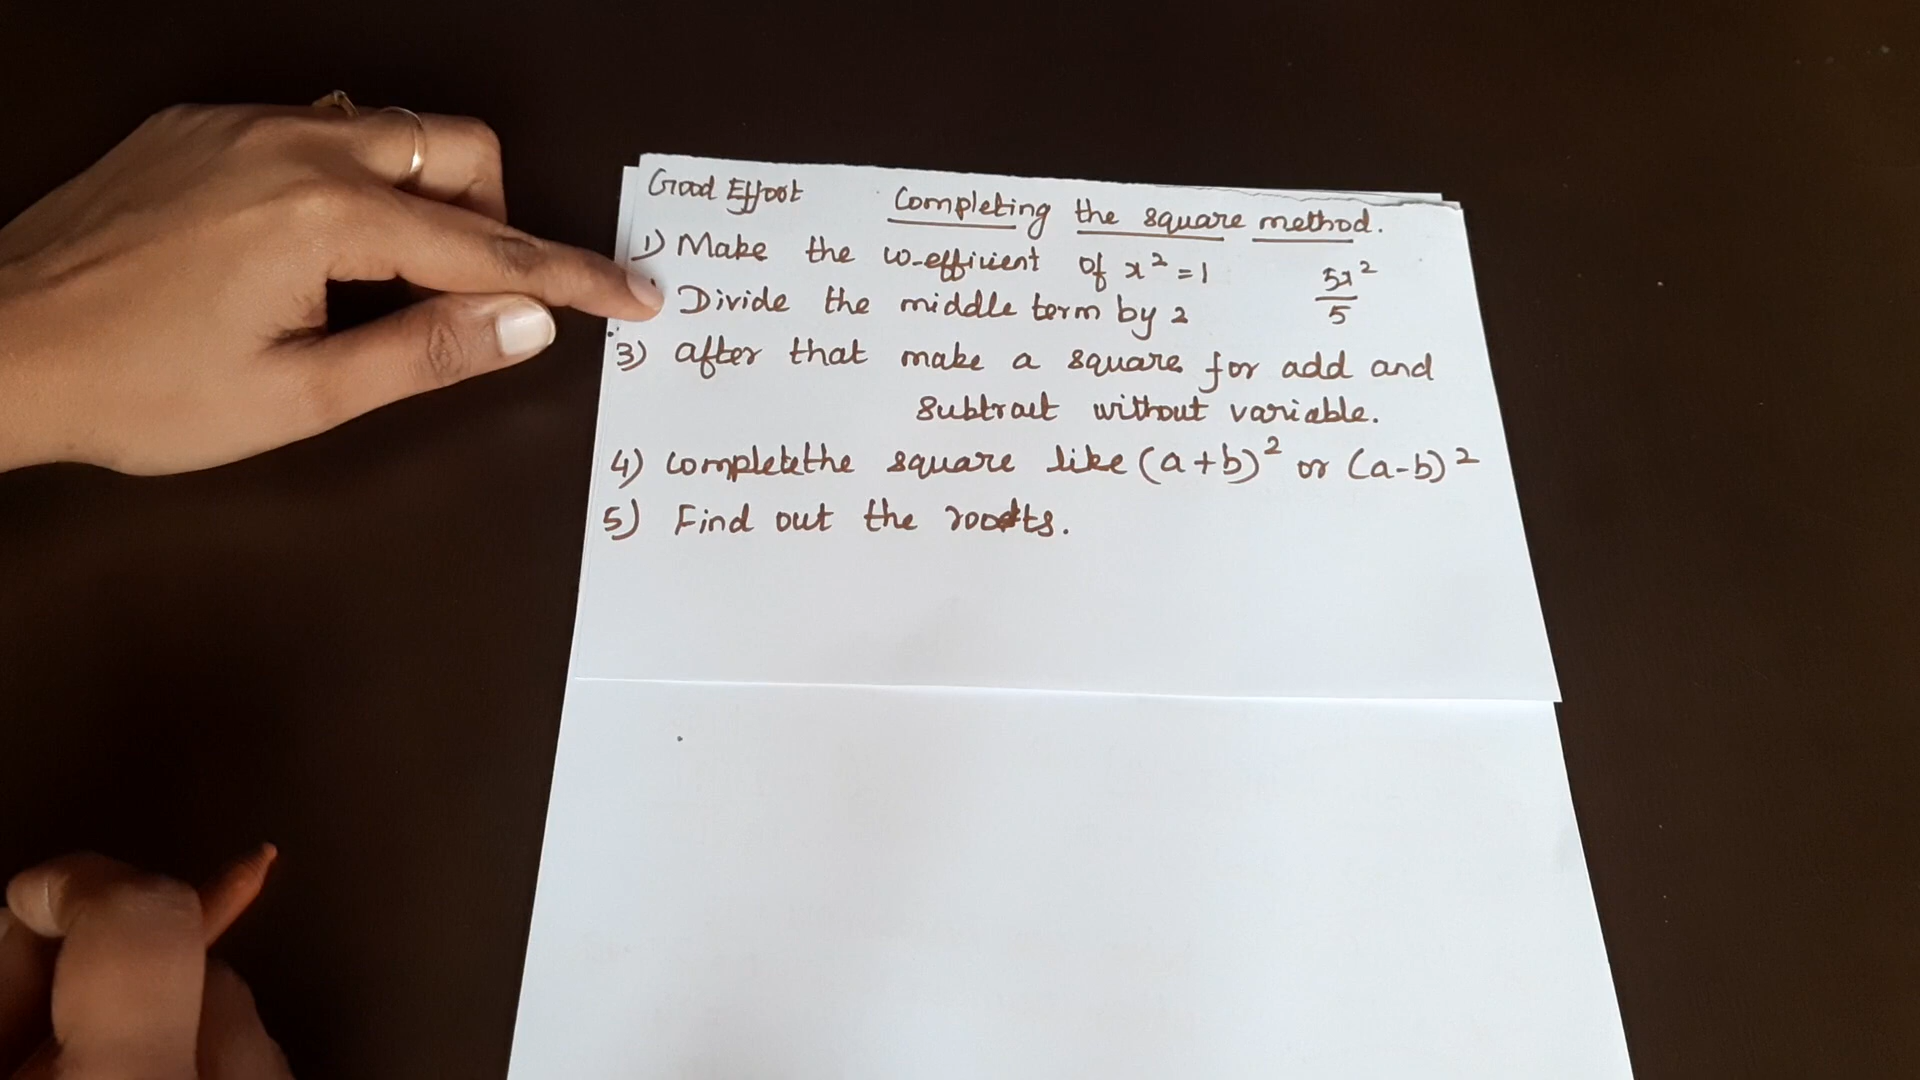 Good Effort
Completing the square method.
1) Make the co-efficient of x² = 1
5x²
5
Divide the middle term by 2
3) after that make a square for add and
subtract without variable.
4) completethe square like (a+b)² or (a-b)²
5) Find out the roots.